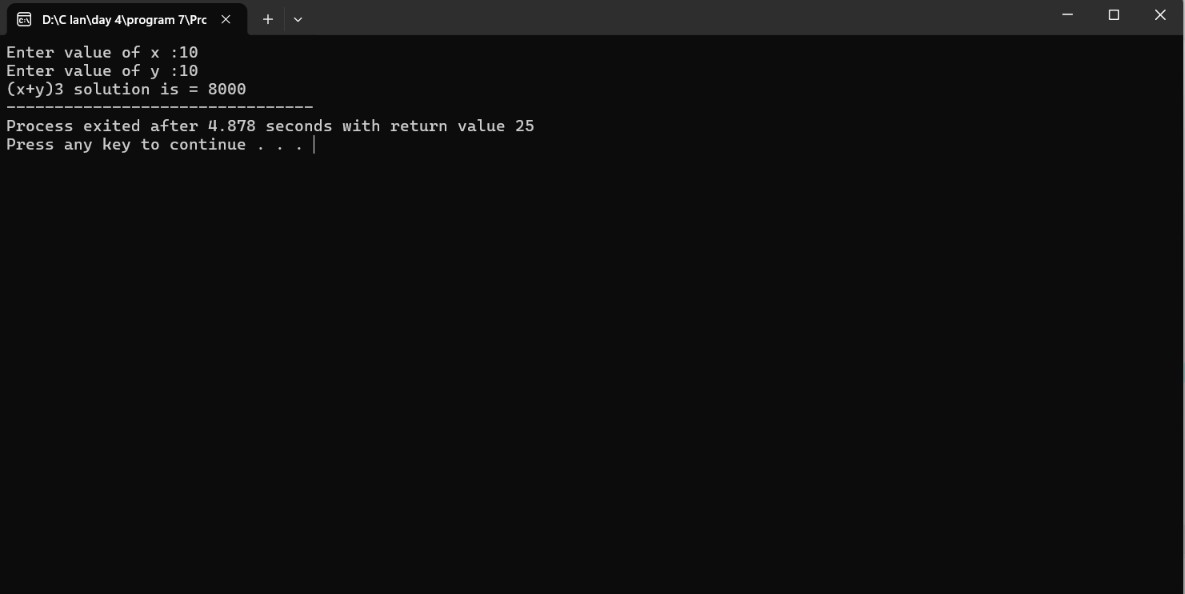 D:\C lan\day 4\program 7\Prc
Enter value of x :10
Enter value of y :10
(x+y)3 solution is = 8000
--------------------------------
Process exited after 4.878 seconds with return value 25
Press any key to continue . . .